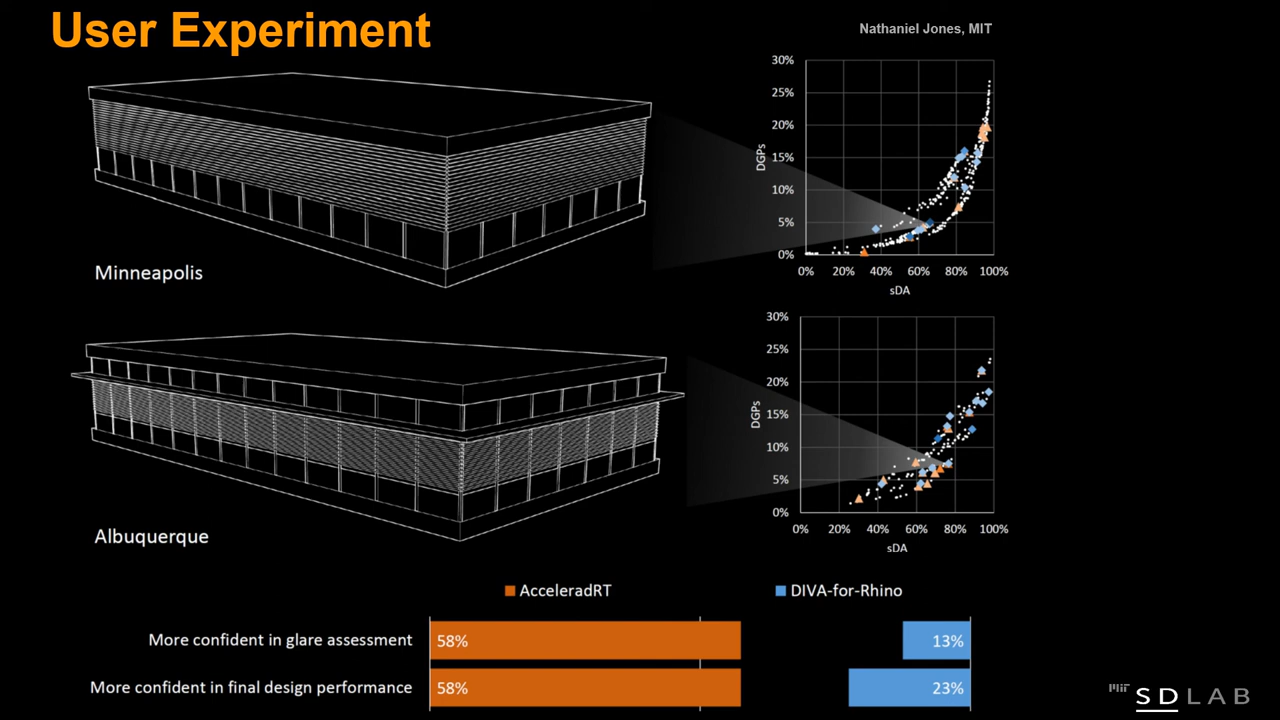 User Experiment
Nathaniel Jones, MIT
Minneapolis
30%
25%
20%
15%
10%
5%
0%
DGPs
0% 20% 40% 60% 80% 100%
sDA
Albuquerque
30%
25%
20%
15%
10%
5%
0%
DGPs
0% 20% 40% 60% 80% 100%
sDA
AcceleradRT
DIVA-for-Rhino
More confident in glare assessment 58% 13%
More confident in final design performance 58% 23%
MIT SDLAB